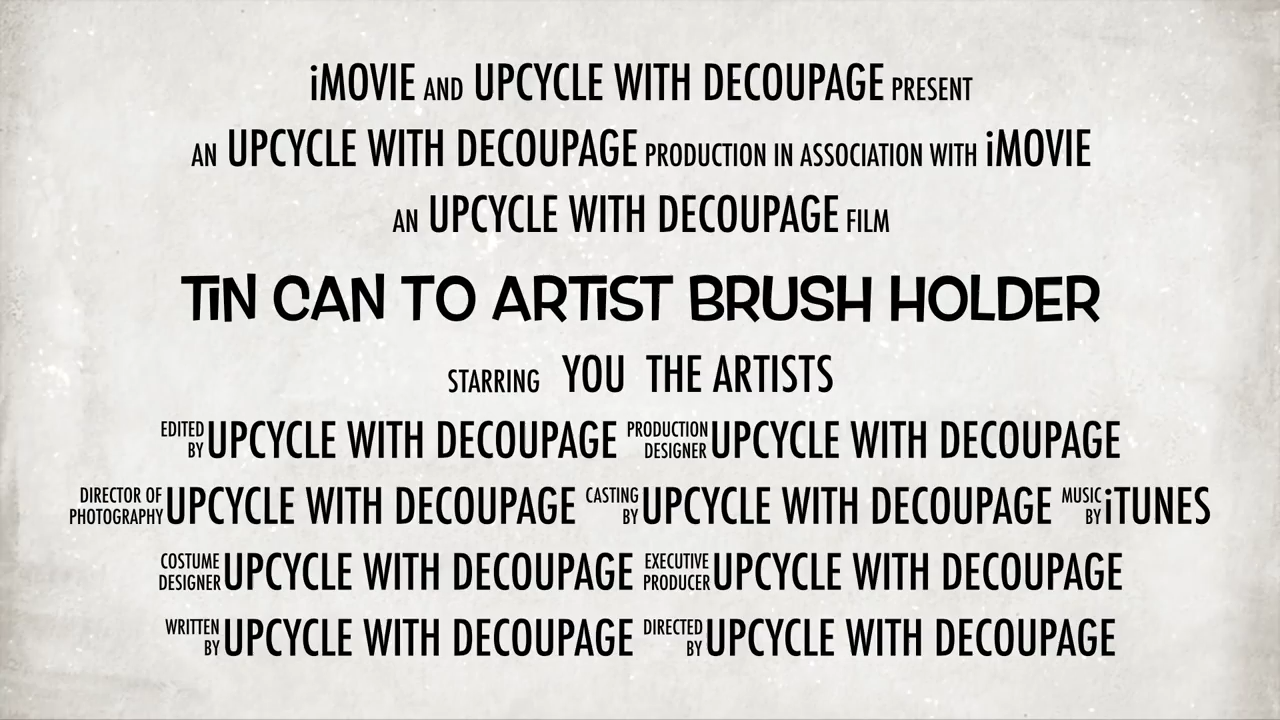 iMOVIE AND UPCYCLE WITH DECOUPAGE PRESENT
AN UPCYCLE WITH DECOUPAGE PRODUCTION IN ASSOCIATION WITH iMOVIE
AN UPCYCLE WITH DECOUPAGE FILM
TiN CAN TO ARTiST BRUSH HOLDER
STARRING YOU THE ARTISTS
EDITED BY UPCYCLE WITH DECOUPAGE PRODUCTION DESIGNER UPCYCLE WITH DECOUPAGE
DIRECTOR OF PHOTOGRAPHY UPCYCLE WITH DECOUPAGE CASTING BY UPCYCLE WITH DECOUPAGE MUSIC BY iTUNES
COSTUME DESIGNER UPCYCLE WITH DECOUPAGE EXECUTIVE PRODUCER UPCYCLE WITH DECOUPAGE
WRITTEN BY UPCYCLE WITH DECOUPAGE DIRECTED BY UPCYCLE WITH DECOUPAGE